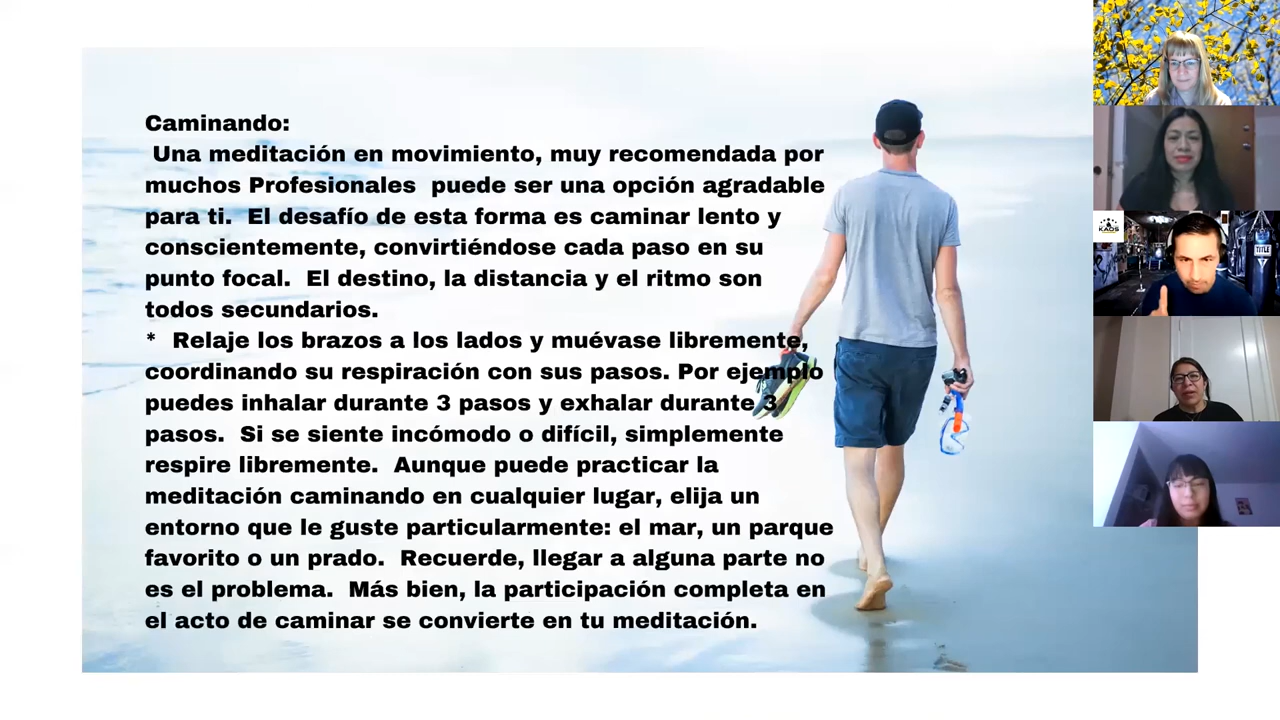 Caminando:
Una meditación en movimiento, muy recomendada por
muchos Profesionales puede ser una opción agradable
para ti. El desafío de esta forma es caminar lento y
conscientemente, convirtiéndose cada paso en su
punto focal. El destino, la distancia y el ritmo son
todos secundarios.
* Relaje los brazos a los lados y muévase libremente,
coordinando su respiración con sus pasos. Por ejemplo
puedes inhalar durante 3 pasos y exhalar durante 3
pasos. Si se siente incómodo o difícil, simplemente
respire libremente. Aunque puede practicar la
meditación caminando en cualquier lugar, elija un
entorno que le guste particularmente: el mar, un parque
favorito o un prado. Recuerde, llegar a alguna parte no
es el problema. Más bien, la participación completa en
el acto de caminar se convierte en tu meditación.
KAOS
TITLE